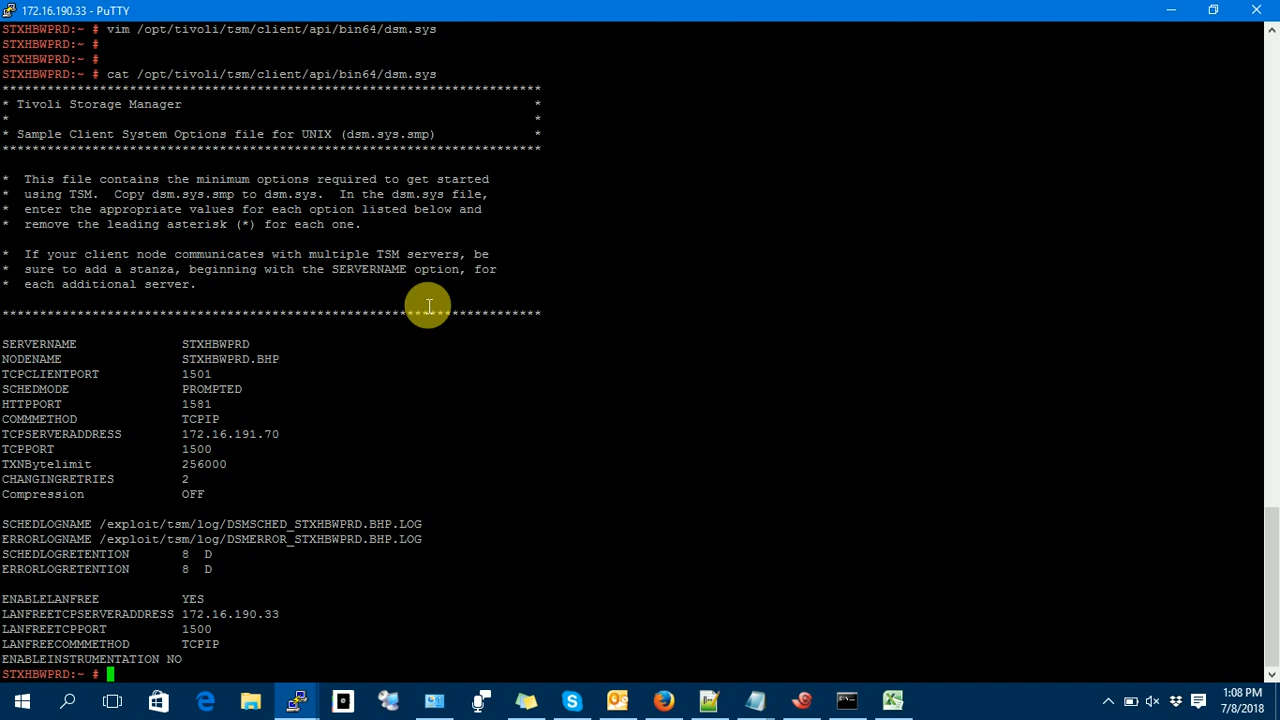 172.16.190.33 - PuTTY
STXHBWPRD:~ # vim /opt/tivoli/tsm/client/api/bin64/dsm.sys
STXHBWPRD:~ #
STXHBWPRD:~ #
STXHBWPRD:~ # cat /opt/tivoli/tsm/client/api/bin64/dsm.sys
************************************************************************
* Tivoli Storage Manager *
* *
* Sample Client System Options file for UNIX (dsm.sys.smp) *
************************************************************************
* This file contains the minimum options required to get started
* using TSM. Copy dsm.sys.smp to dsm.sys. In the dsm.sys file,
* enter the appropriate values for each option listed below and
* remove the leading asterisk (*) for each one.
* If your client node communicates with multiple TSM servers, be
* sure to add a stanza, beginning with the SERVERNAME option, for
* each additional server.
************************************************************************
SERVERNAME STXHBWPRD
NODENAME STXHBWPRD.BHP
TCPCLIENTPORT 1501
SCHEDMODE PROMPTED
HTTPPORT 1581
COMMMETHOD TCPIP
TCPSERVERADDRESS 172.16.191.70
TCPPORT 1500
TXNBytelimit 256000
CHANGINGRETRIES 2
Compression OFF
SCHEDLOGNAME /exploit/tsm/log/DSMSCHED_STXHBWPRD.BHP.LOG
ERRORLOGNAME /exploit/tsm/log/DSMERROR_STXHBWPRD.BHP.LOG
SCHEDLOGRETENTION 8 D
ERRORLOGRETENTION 8 D
ENABLELANFREE YES
LANFREETCPSERVERADDRESS 172.16.190.33
LANFREETCPPORT 1500
LANFREECOMMMETHOD TCPIP
ENABLEINSTRUMENTATION NO
STXHBWPRD:~ #
1:08 PM
7/8/2018